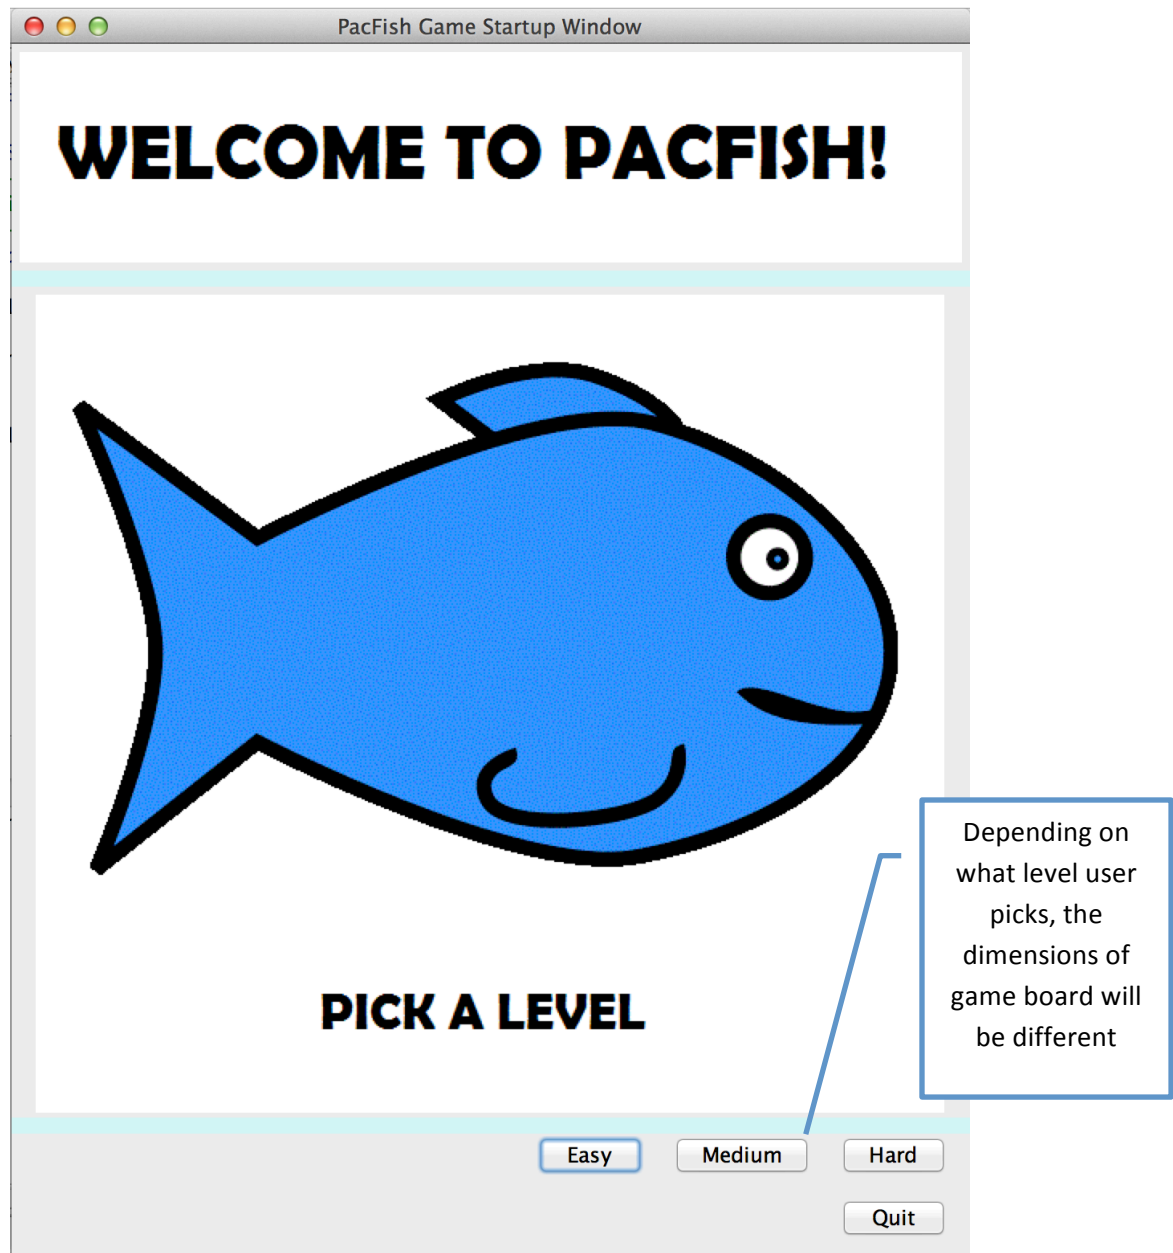 PacFish Game Startup Window
WELCOME TO PACFISH!
PICK A LEVEL
Depending on
what level user
picks, the
dimensions of
game board will
be different
Easy Medium Hard
Quit